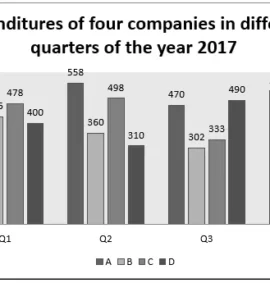 nditures of four companies in diffe
quarters of the year 2017
558
478 498 470 490
400 360
310 302 333
Q1 Q2 Q3
A B C D